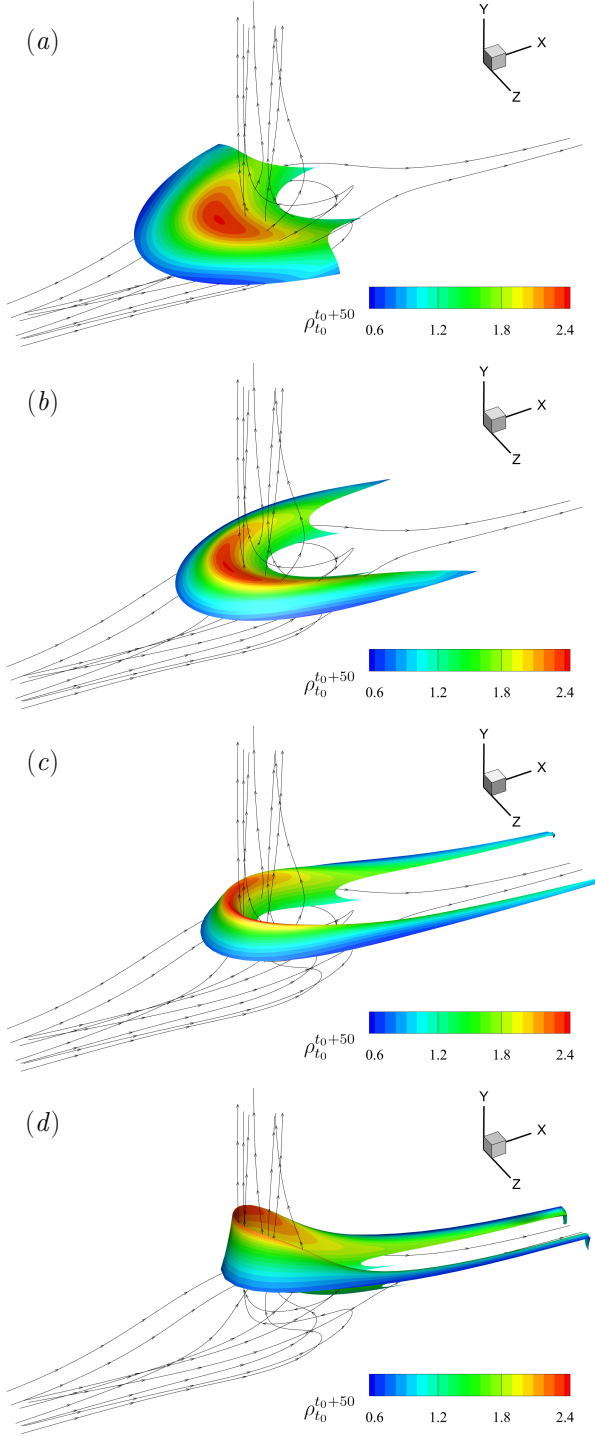 (a)
Y
X
Z
ρ_{t_0}^{t_0+50}
0.6 1.2 1.8 2.4
(b)
Y
X
Z
ρ_{t_0}^{t_0+50}
0.6 1.2 1.8 2.4
(c)
Y
X
Z
ρ_{t_0}^{t_0+50}
0.6 1.2 1.8 2.4
(d)
Y
X
Z
ρ_{t_0}^{t_0+50}
0.6 1.2 1.8 2.4